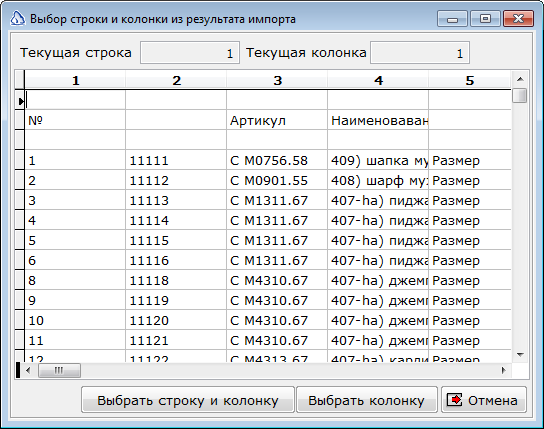 Выбор строки и колонки из результата импорта
Текущая строка 1 Текущая колонка 1
1 2 3 4 5
№ Артикул Наименоваван
1 11111 С М0756.58 409) шапка му Размер
2 11112 С М0901.55 408) шарф муж Размер
3 11113 С М1311.67 407-ha) пиджа Размер
4 11114 С М1311.67 407-ha) пиджа Размер
5 11115 С М1311.67 407-ha) пиджа Размер
6 11116 С М1311.67 407-ha) пиджа Размер
8 11118 С М4310.67 407-ha) джемп Размер
9 11119 С М4310.67 407-ha) джемп Размер
10 11120 С М4310.67 407-ha) джемп Размер
11 11121 С М4310.67 407-ha) джемп Размер
12 11122 С М4313.67 407-ha) карди Размер
Выбрать строку и колонку Выбрать колонку Отмена